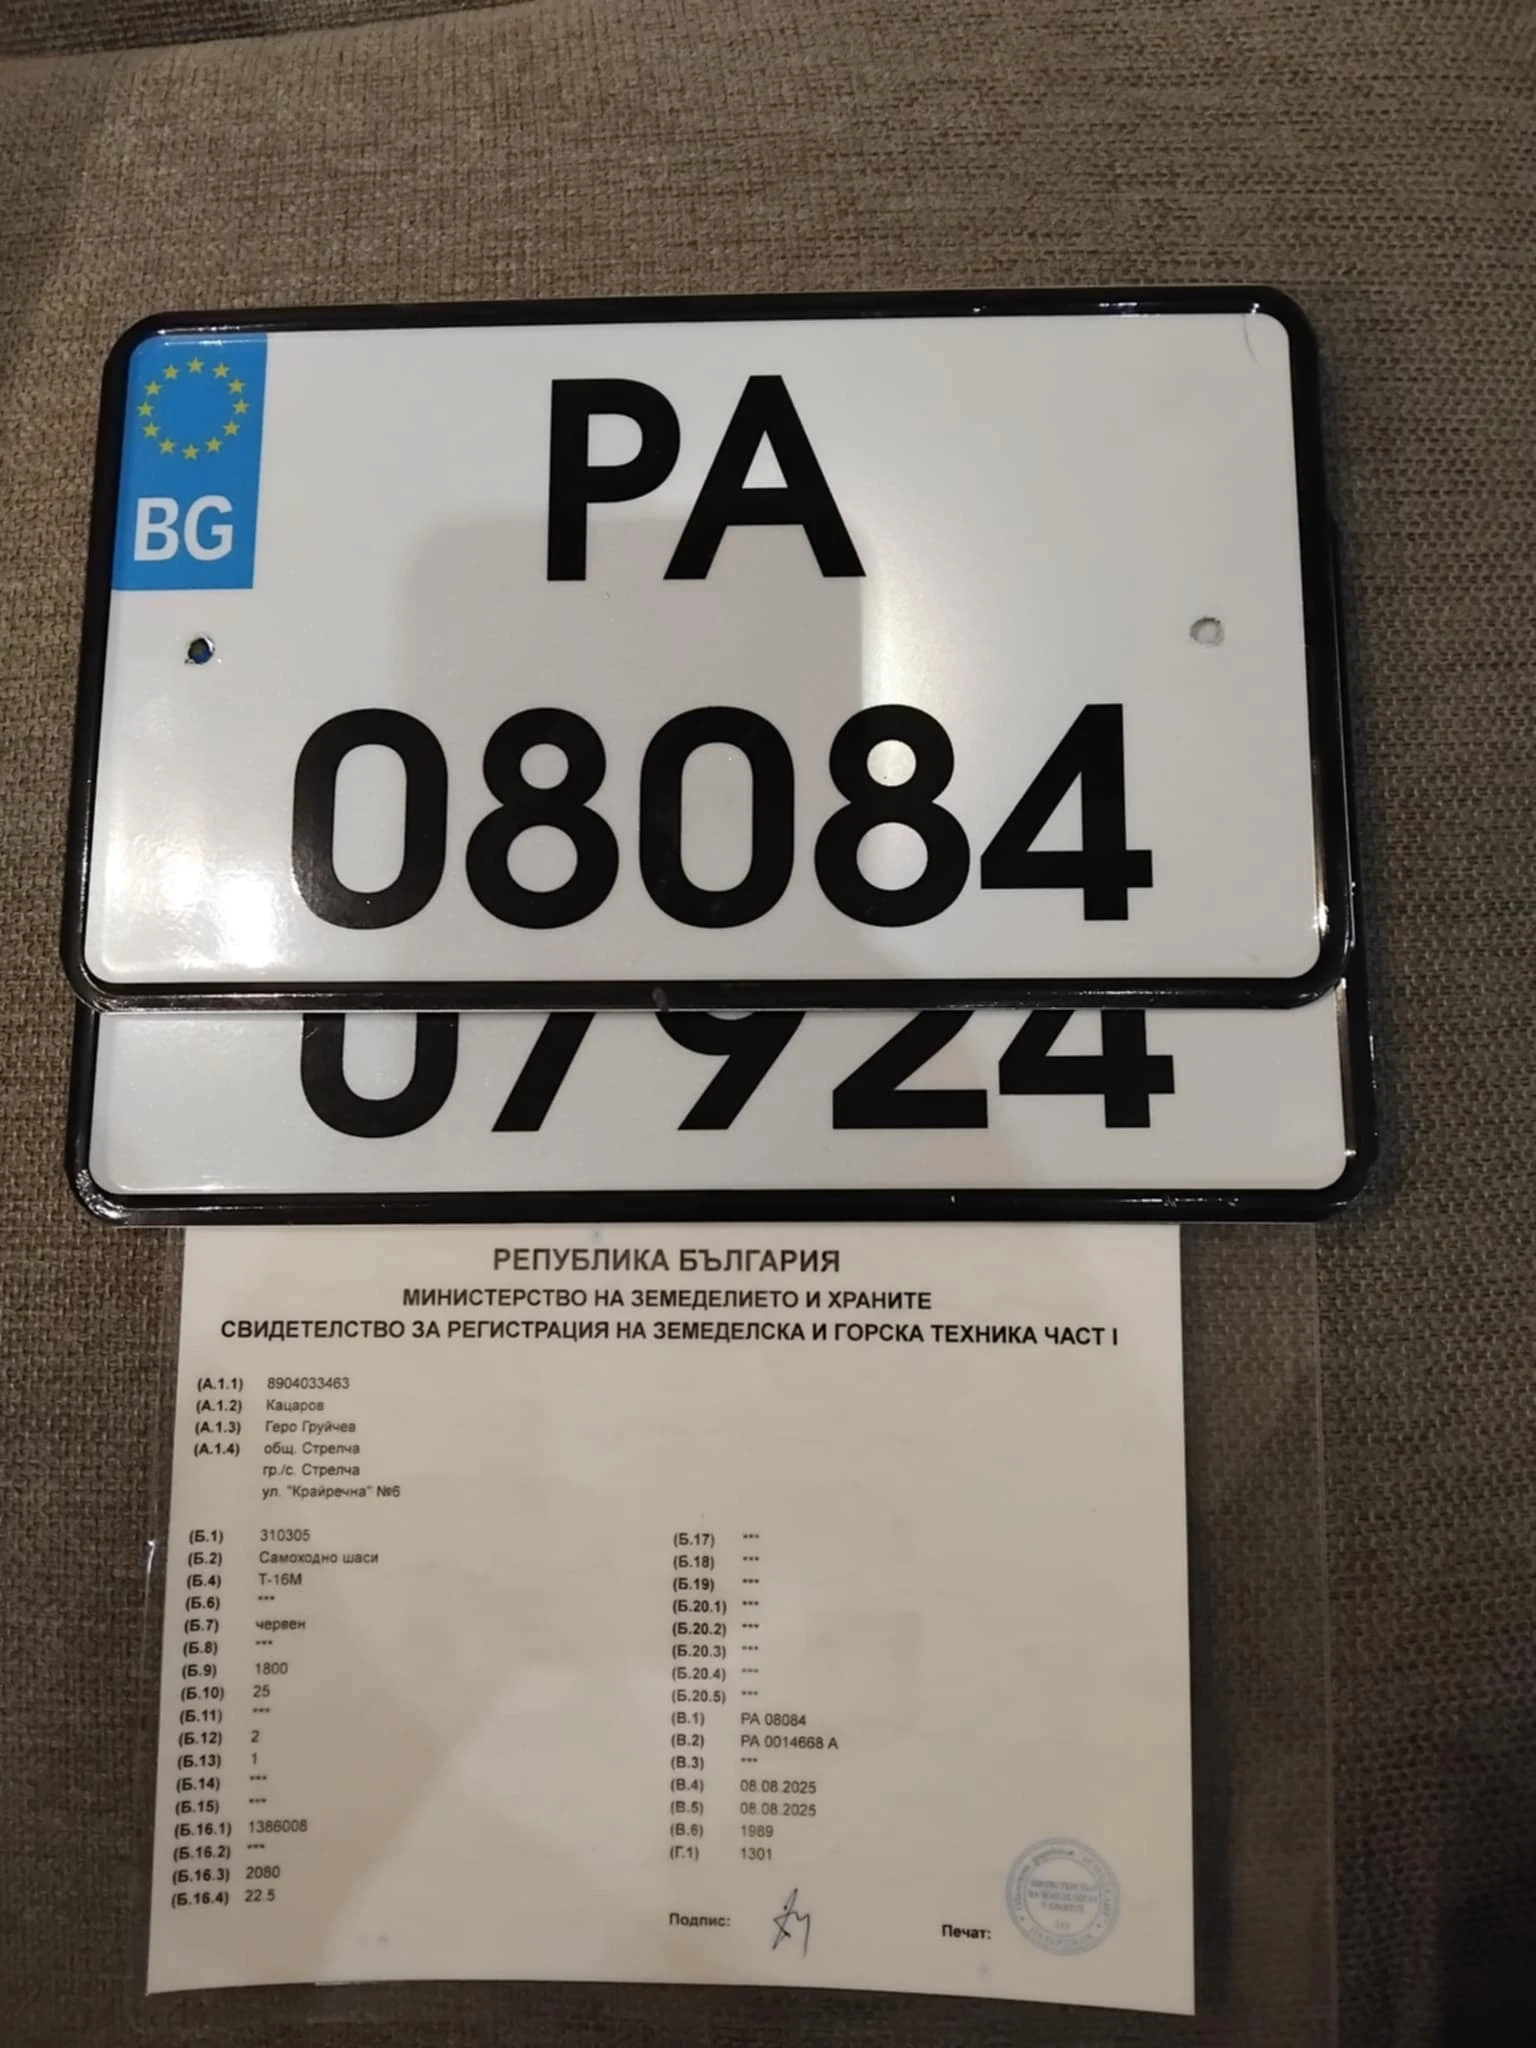 BG
PA
08084
07924
РЕПУБЛИКА БЪЛГАРИЯ
МИНИСТЕРСТВО НА ЗЕМЕДЕЛИЕТО И ХРАНИТЕ
СВИДЕТЕЛСТВО ЗА РЕГИСТРАЦИЯ НА ЗЕМЕДЕЛСКА И ГОРСКА ТЕХНИКА ЧАСТ I
(А.1.1) 8904033463
(А.1.2) Кацаров
(А.1.3) Геро Груйчев
(А.1.4) общ. Стрелча
гр./с. Стрелча
ул. "Крайречна" №6
(Б.1) 310305
(Б.2) Самоходно шаси
(Б.4) Т-16М
(Б.6) ***
(Б.7) червен
(Б.8) ***
(Б.9) 1800
(Б.10) 25
(Б.11) ***
(Б.12) 2
(Б.13) 1
(Б.14) ***
(Б.15) ***
(Б.16.1) 1386008
(Б.16.2) ***
(Б.16.3) 2080
(Б.16.4) 22.5
(Б.17) ***
(Б.18) ***
(Б.19) ***
(Б.20.1) ***
(Б.20.2) ***
(Б.20.3) ***
(Б.20.4) ***
(Б.20.5) ***
(В.1) РА 08084
(В.2) РА 0014668 А
(В.3) ***
(В.4) 08.08.2025
(В.5) 08.08.2025
(В.6) 1989
(Г.1) 1301
Подпис:
Печат: